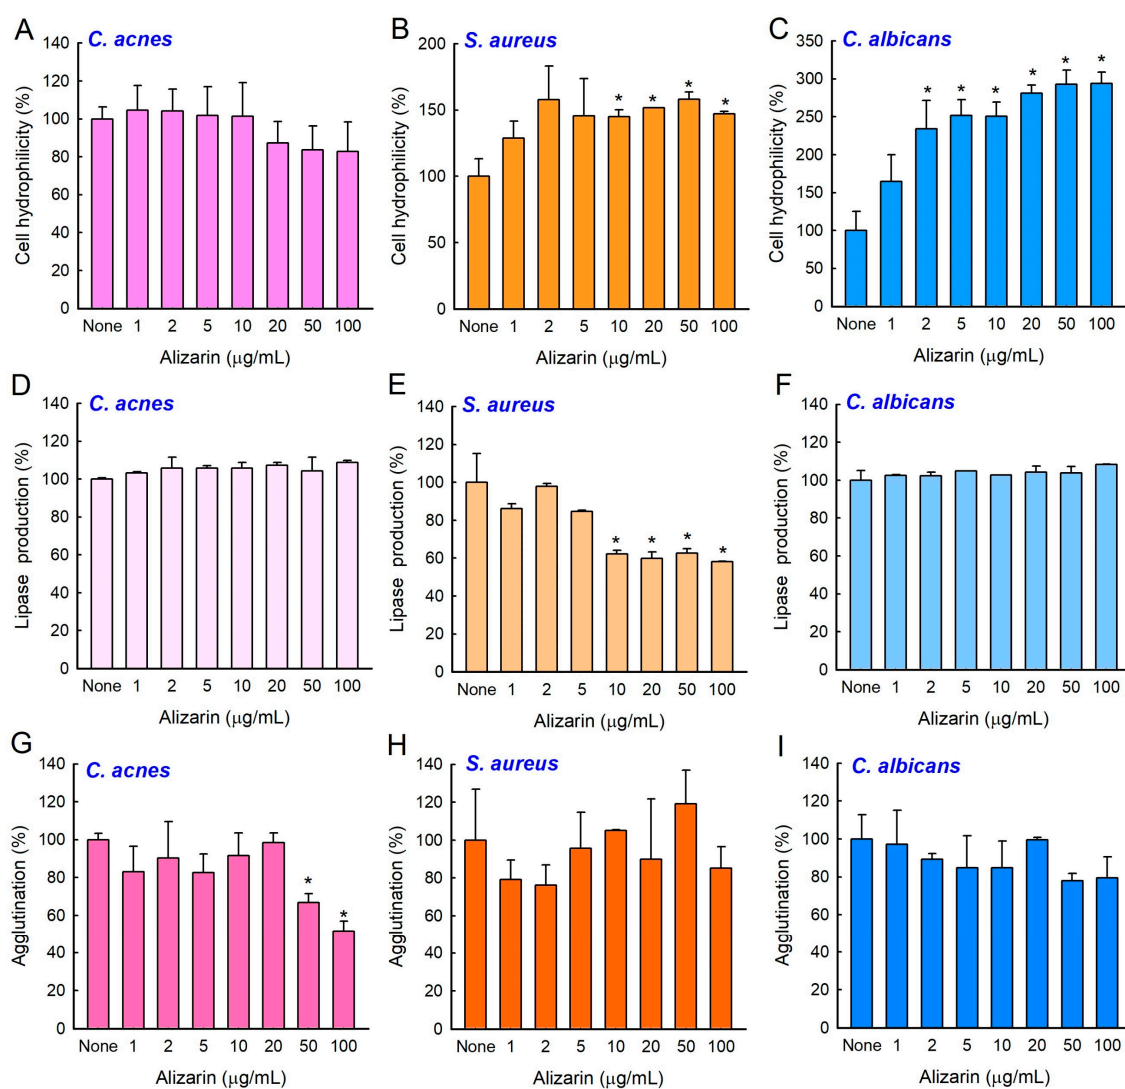 A
C. acnes
Cell hydrophilicity (%)
140
120
100
80
60
40
20
0
None 1 2 5 10 20 50 100
Alizarin (μg/mL)
B
S. aureus
Cell hydrophilicity (%)
200
150
100
50
0
* * * *
None 1 2 5 10 20 50 100
Alizarin (μg/mL)
C
C. albicans
Cell hydrophilicity (%)
350
300
250
200
150
100
50
0
* * * * * *
None 1 2 5 10 20 50 100
Alizarin (μg/mL)
D
C. acnes
Lipase production (%)
140
120
100
80
60
40
20
0
None 1 2 5 10 20 50 100
Alizarin (μg/mL)
E
S. aureus
Lipase production (%)
140
120
100
80
60
40
20
0
* * * *
None 1 2 5 10 20 50 100
Alizarin (μg/mL)
F
C. albicans
Lipase production (%)
140
120
100
80
60
40
20
0
None 1 2 5 10 20 50 100
Alizarin (μg/mL)
G
C. acnes
Agglutination (%)
140
120
100
80
60
40
20
0
* *
None 1 2 5 10 20 50 100
Alizarin (μg/mL)
H
S. aureus
Agglutination (%)
140
120
100
80
60
40
20
0
None 1 2 5 10 20 50 100
Alizarin (μg/mL)
I
C. albicans
Agglutination (%)
140
120
100
80
60
40
20
0
None 1 2 5 10 20 50 100
Alizarin (μg/mL)